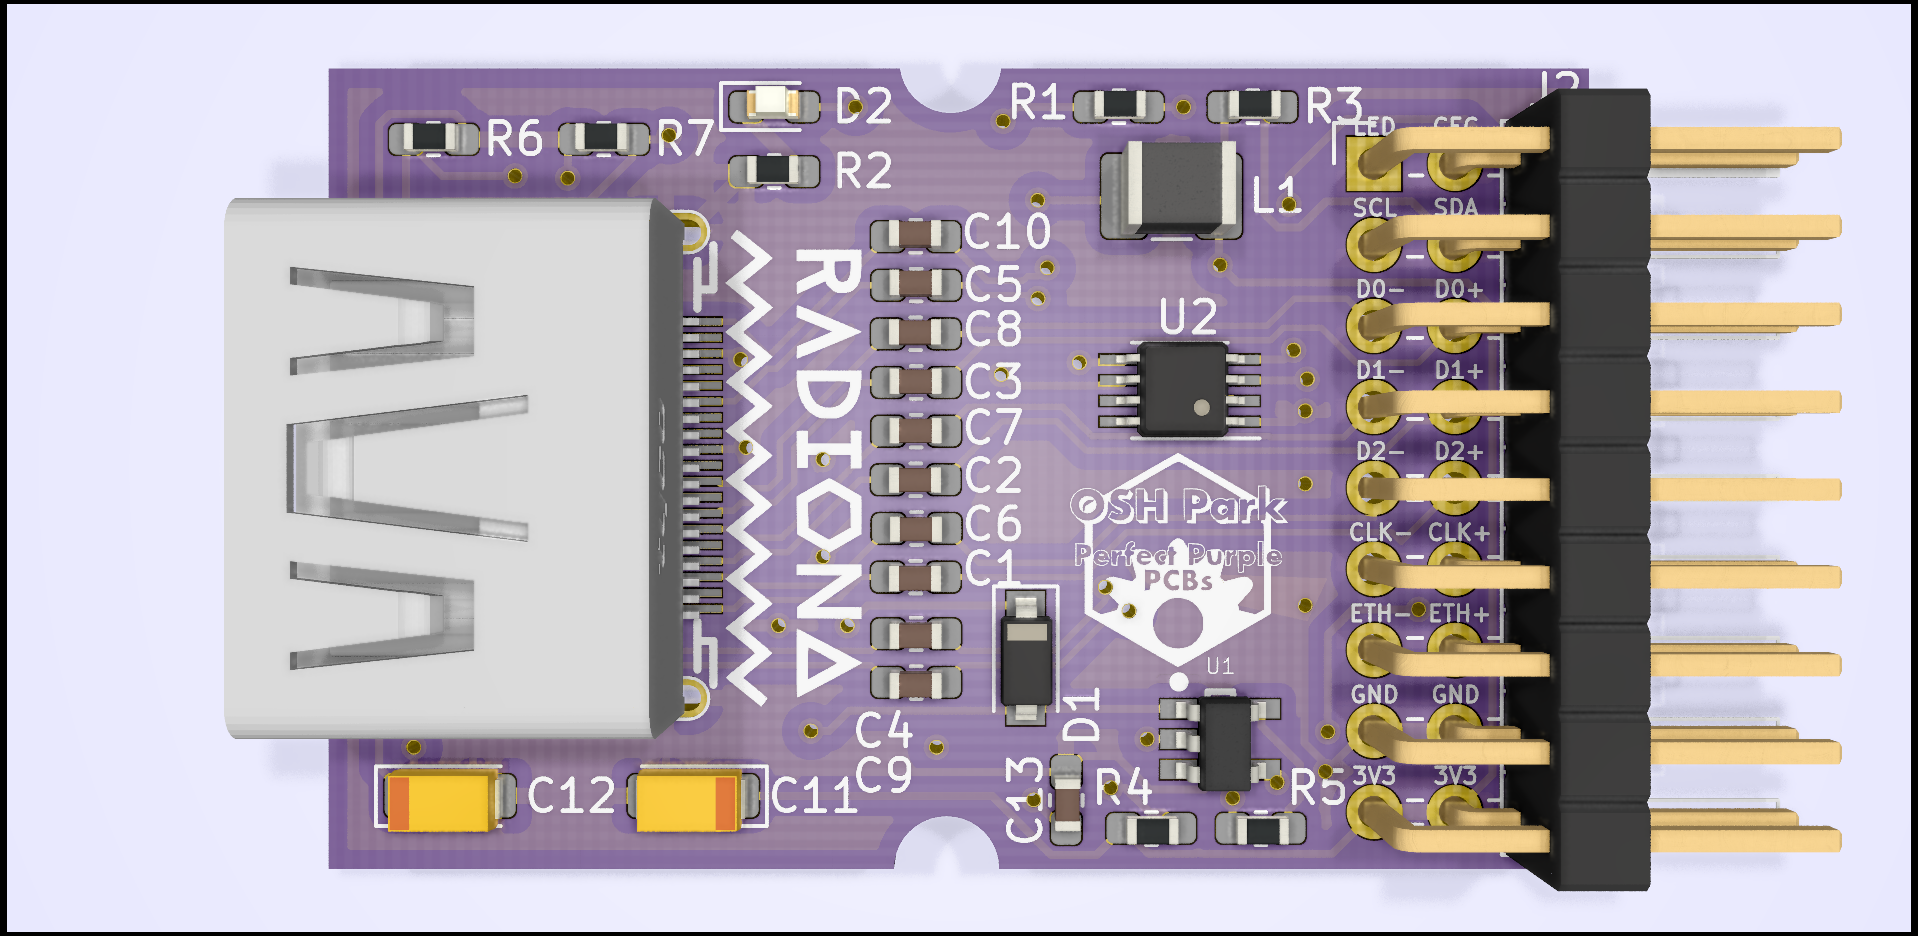 D2
R1
R3
R6
R7
R2
L1
LED
SCL
SDA
C10
C5
C8
C3
C7
C2
C6
C1
RADIONA
U2
D0-
D0+
D1-
D1+
D2-
D2+
CLK-
CLK+
ETH-
ETH+
GND
GND
3V3
3V3
OSH Park
Perfect Purple
PCBs
U1
D1
C4
C9
C12
C11
C13
R4
R5